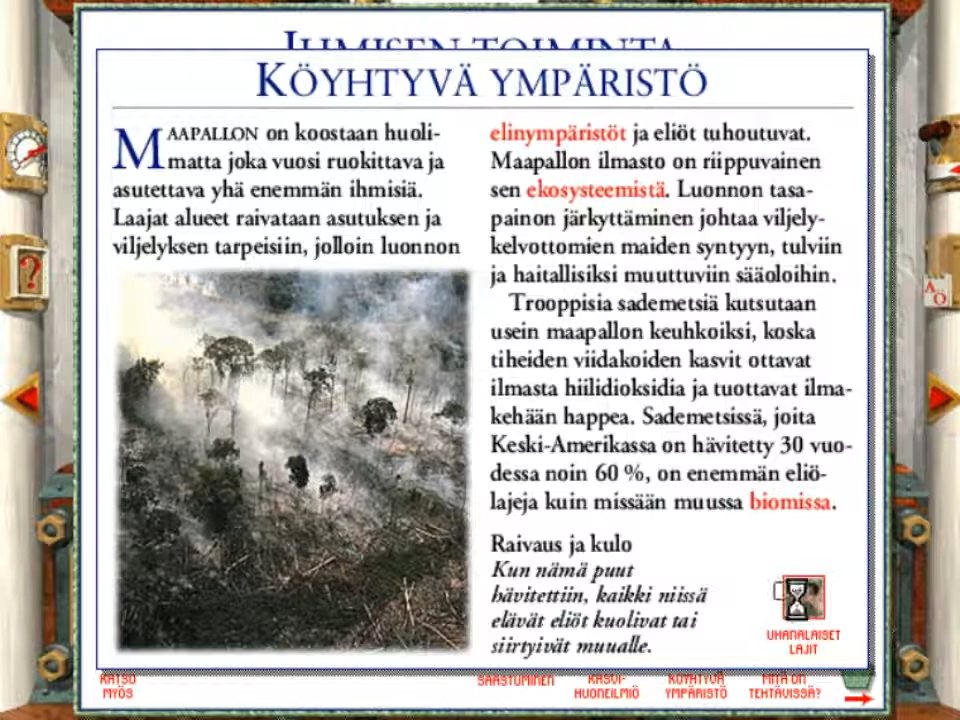 IHMISEN TOIMINTA
KÖYHTYVÄ YMPÄRISTÖ
MAAPALLON on koostaan huoli-
matta joka vuosi ruokittava ja
asutettava yhä enemmän ihmisiä.
Laajat alueet raivataan asutuksen ja
viljelyksen tarpeisiin, jolloin luonnon
elinympäristöt ja eliöt tuhoutuvat.
Maapallon ilmasto on riippuvainen
sen ekosysteemistä. Luonnon tasa-
painon järkyttäminen johtaa viljely-
kelvottomien maiden syntyyn, tulviin
ja haitallisiksi muuttuviin sääoloihin.
Trooppisia sademetsiä kutsutaan
usein maapallon keuhkoiksi, koska
tiheiden viidakoiden kasvit ottavat
ilmasta hiilidioksidia ja tuottavat ilma-
kehään happea. Sademetsissä, joita
Keski-Amerikassa on hävitetty 30 vuo-
dessa noin 60 %, on enemmän eliö-
lajeja kuin missään muussa biomissa.
Raivaus ja kulo
Kun nämä puut
hävitettiin, kaikki niissä
elävät eliöt kuolivat tai
siirtyivät muualle.
UHANALAISET
LAJIT
KATSO
MYÖS
SAASTUMINEN
KASVI-
HUONEILMIÖ
KÖYHTYVÄ
YMPÄRISTÖ
MITÄ ON
TEHTÄVISSÄ?
?
A...
Ö